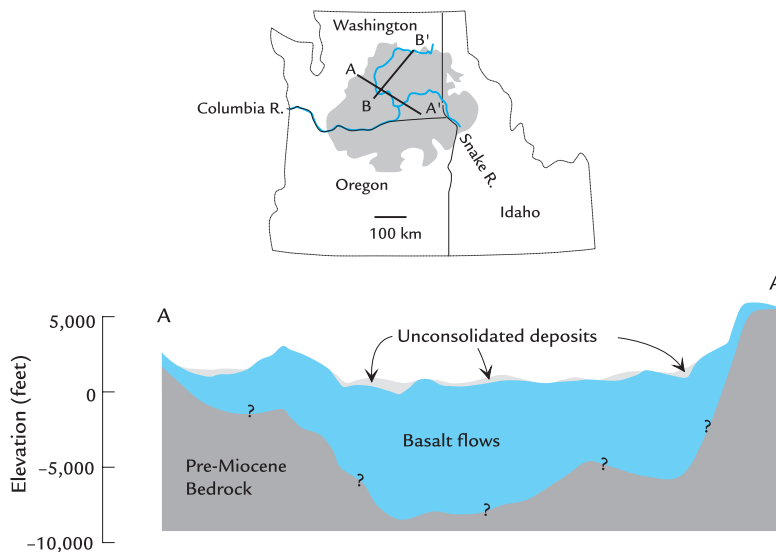 Washington
B'
A
Columbia R.
B
A'
Snake R.
Oregon
Idaho
100 km
A
A
5,000
Unconsolidated deposits
0
Elevation (feet)
?
Basalt flows
?
−5,000
Pre-Miocene
Bedrock
?
?
?
−10,000